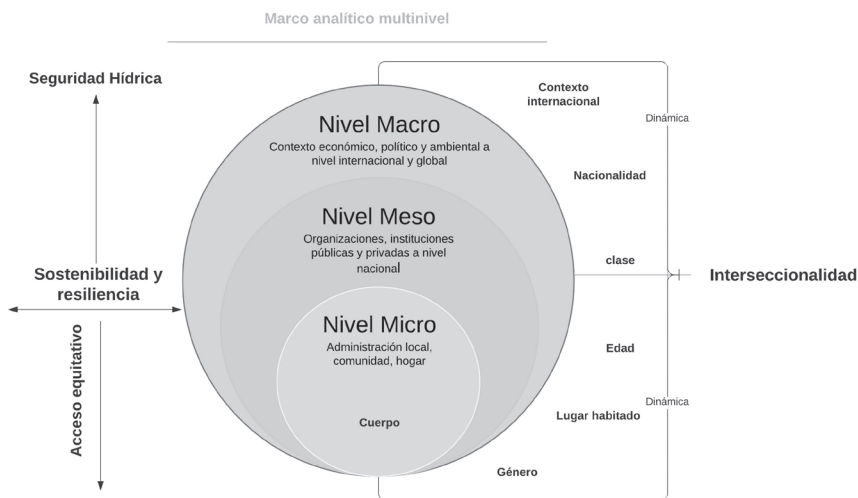 Marco analítico multinivel
Seguridad Hídrica
Sostenibilidad y
resiliencia
Acceso equitativo
Nivel Macro
Contexto económico, político y ambiental a
nivel internacional y global
Nivel Meso
Organizaciones, instituciones
públicas y privadas a nivel
nacional
Nivel Micro
Administración local,
comunidad, hogar
Cuerpo
Contexto
internacional
Dinámica
Nacionalidad
clase
Interseccionalidad
Edad
Dinámica
Lugar habitado
Género